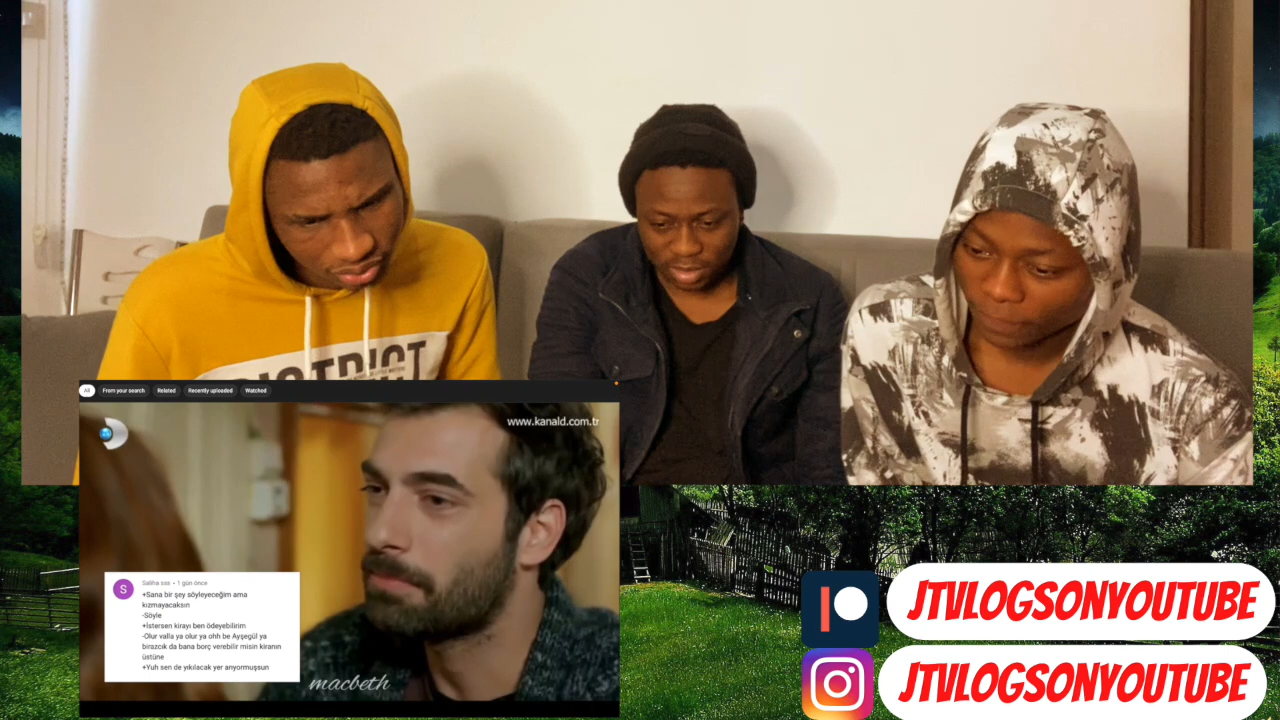 DISTRICT
All From your search Related Recently uploaded Watched
www.kanald.com.tr
S
Saliha sss • 1 gün önce
+Sana bir şey söyleyeceğim ama
kızmayacaksın
-Söyle
+İstersen kirayı ben ödeyebilirim
-Olur valla ya olur ya ohh be Ayşegül ya
birazcık da bana borç verebilir misin kiranın
üstüne
+Yuh sen de yıkılacak yer arıyormuşsun
macbeth
JTVLOGSONYOUTUBE
JTVLOGSONYOUTUBE